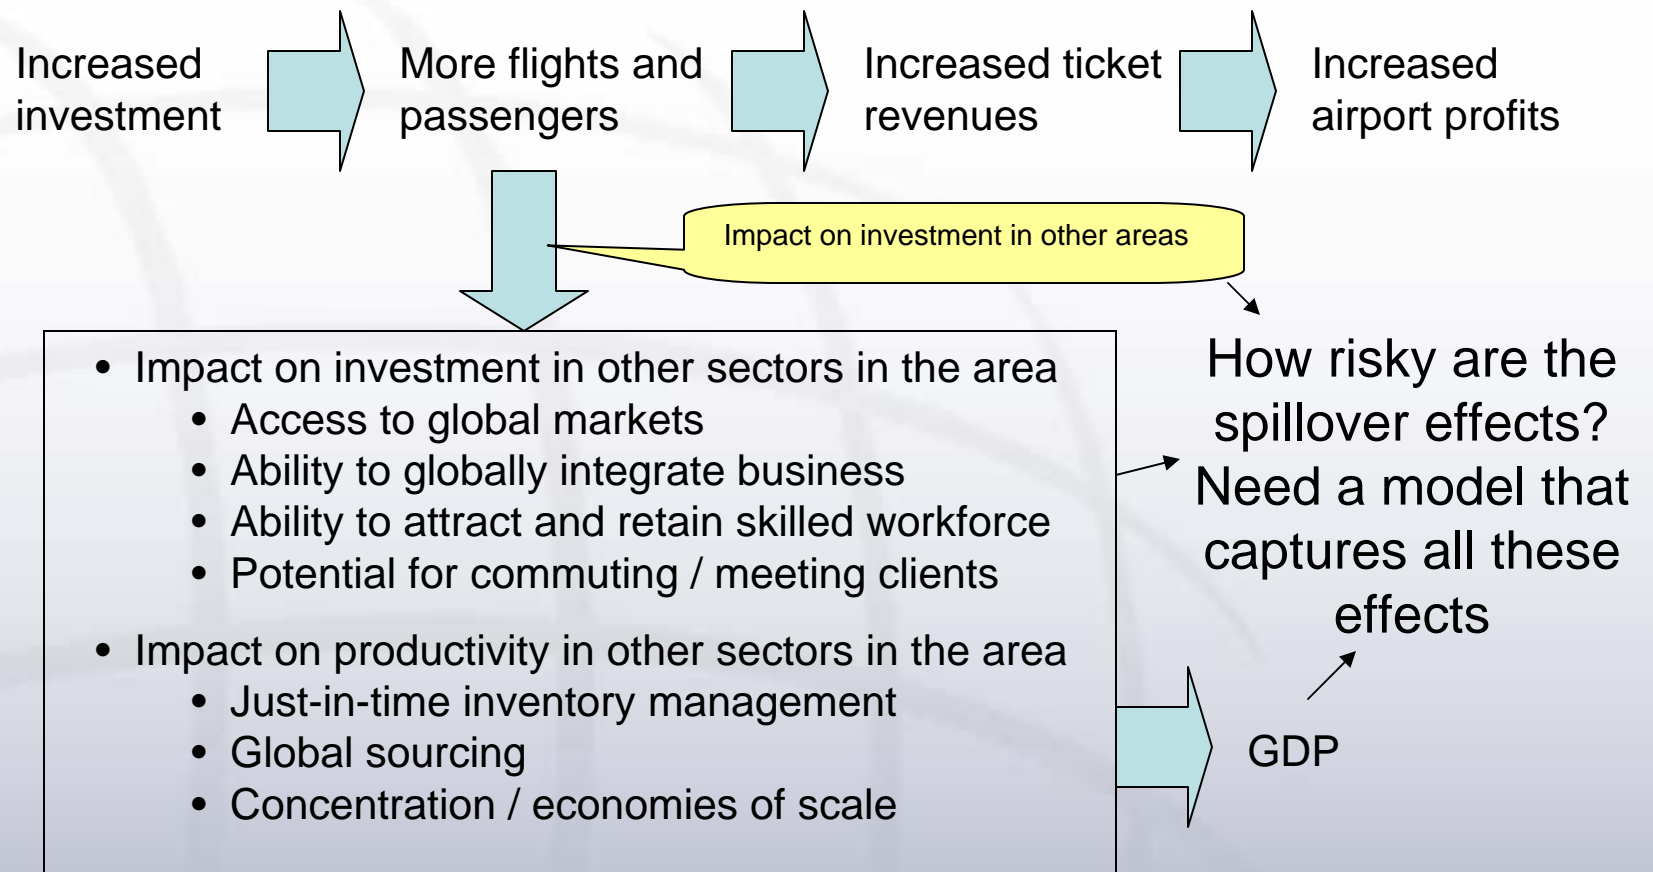 Increased
investment
More flights and
passengers
Increased ticket
revenues
Increased
airport profits
Impact on investment in other areas
• Impact on investment in other sectors in the area
• Access to global markets
• Ability to globally integrate business
• Ability to attract and retain skilled workforce
• Potential for commuting / meeting clients
• Impact on productivity in other sectors in the area
• Just-in-time inventory management
• Global sourcing
• Concentration / economies of scale
How risky are the
spillover effects?
Need a model that
captures all these
effects
GDP